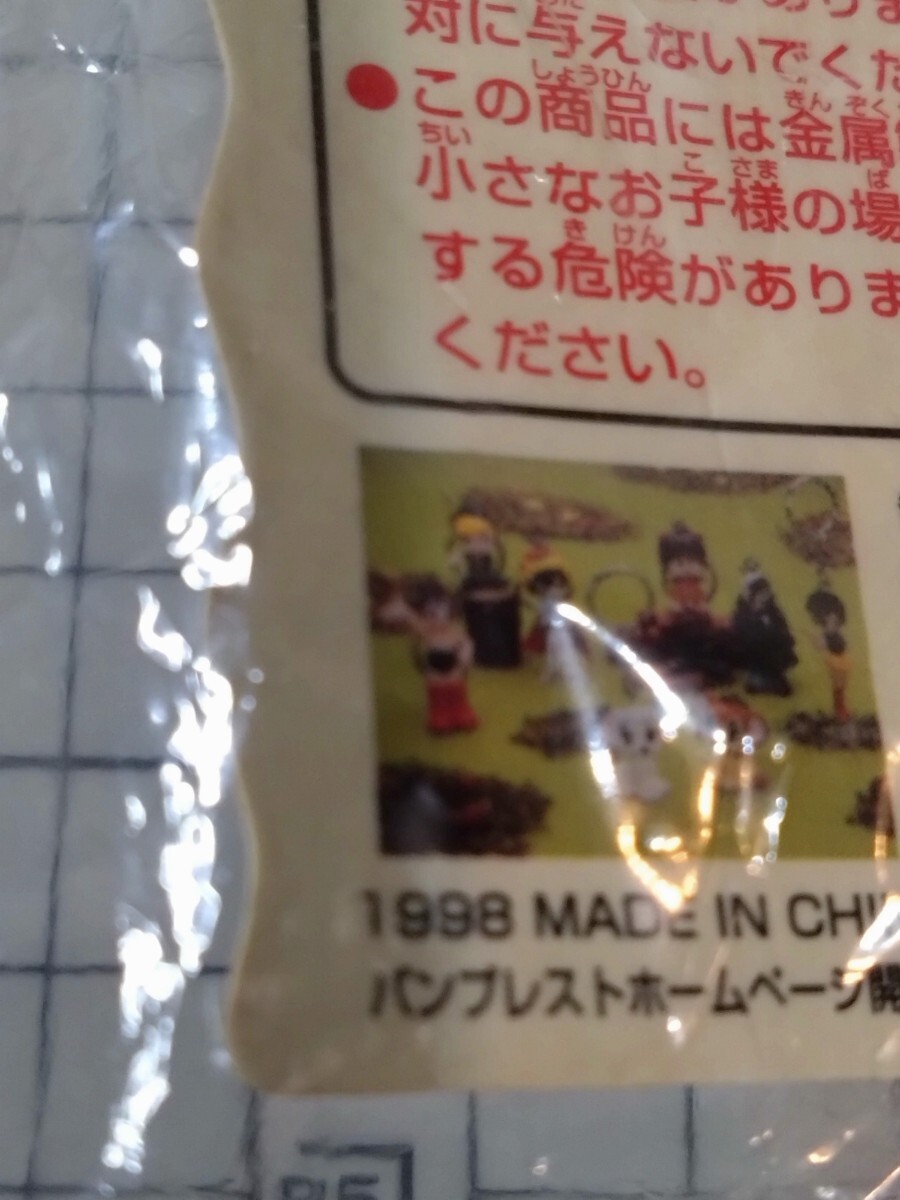 対に与えないでくだ
●この商品には金属
小さなお子様の場
する危険がありま
ください。
1998 MADE IN CHI
バンプレストホームページ開